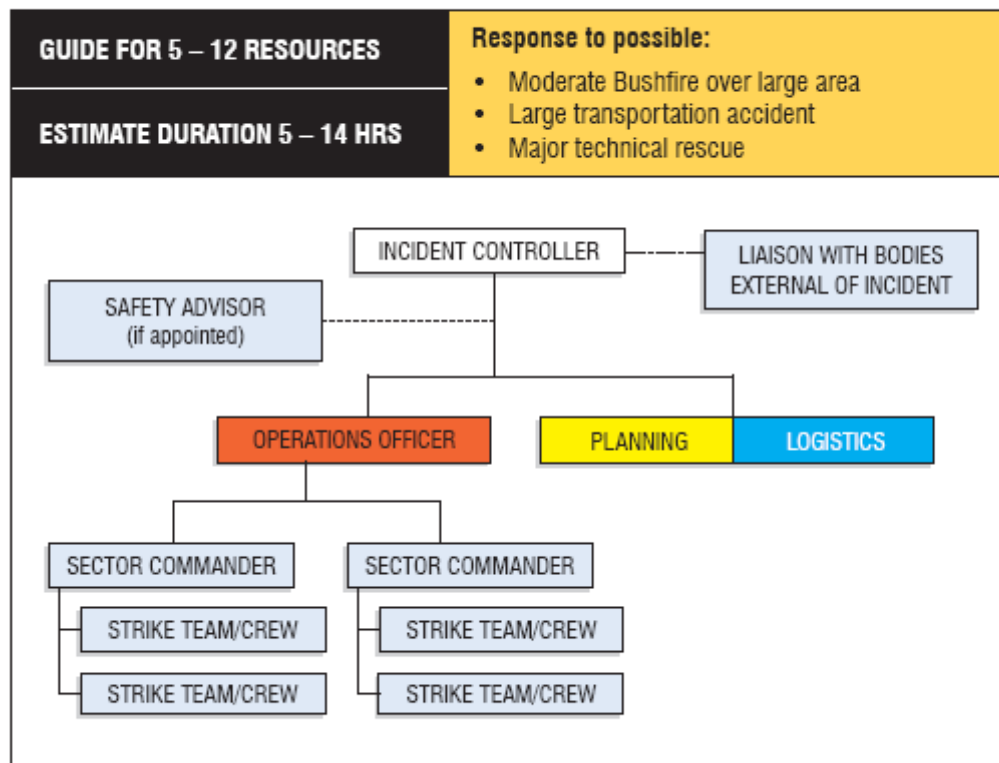 GUIDE FOR 5 – 12 RESOURCES
ESTIMATE DURATION 5 – 14 HRS
Response to possible:
• Moderate Bushfire over large area
• Large transportation accident
• Major technical rescue
INCIDENT CONTROLLER
LIAISON WITH BODIES
EXTERNAL OF INCIDENT
SAFETY ADVISOR
(if appointed)
OPERATIONS OFFICER
PLANNING
LOGISTICS
SECTOR COMMANDER
STRIKE TEAM/CREW
STRIKE TEAM/CREW
SECTOR COMMANDER
STRIKE TEAM/CREW
STRIKE TEAM/CREW